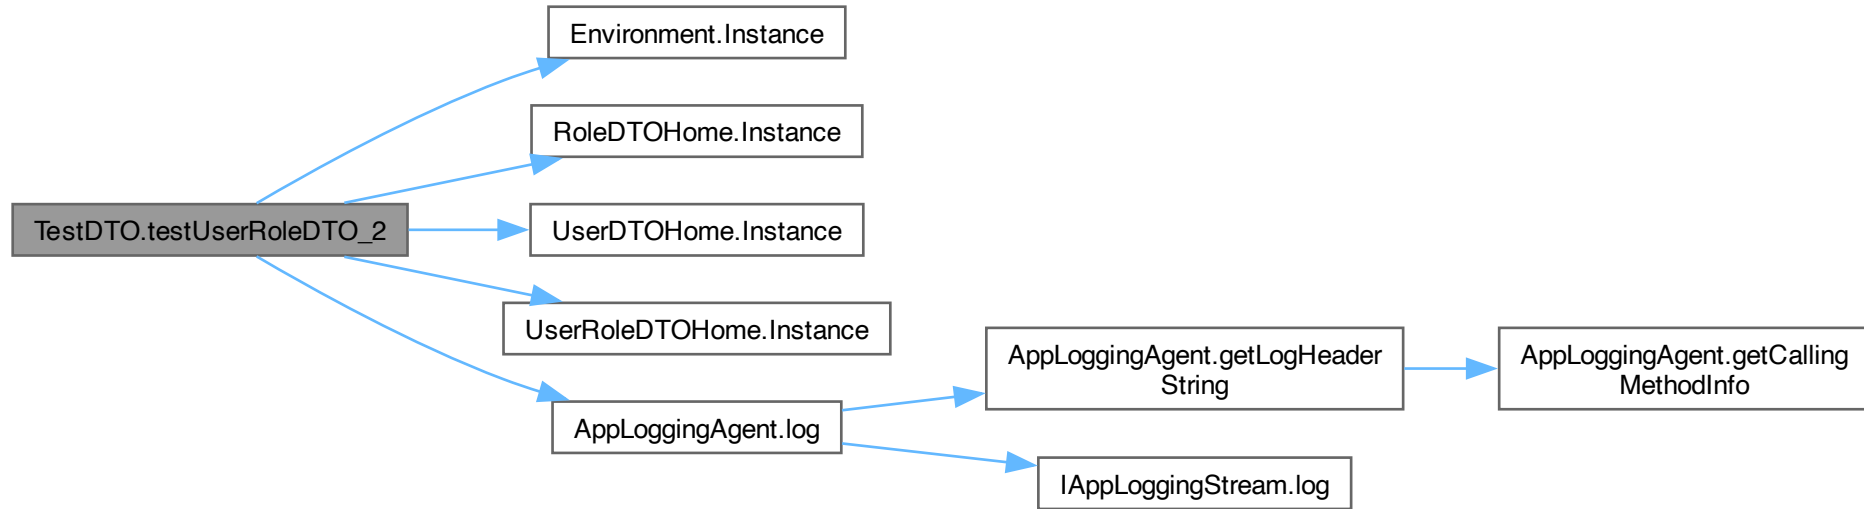 TestDTO.testUserRoleDTO_2
Environment.Instance
RoleDTOHome.Instance
UserDTOHome.Instance
UserRoleDTOHome.Instance
AppLoggingAgent.log
AppLoggingAgent.getLogHeader
String
AppLoggingAgent.getCalling
MethodInfo
IAppLoggingStream.log